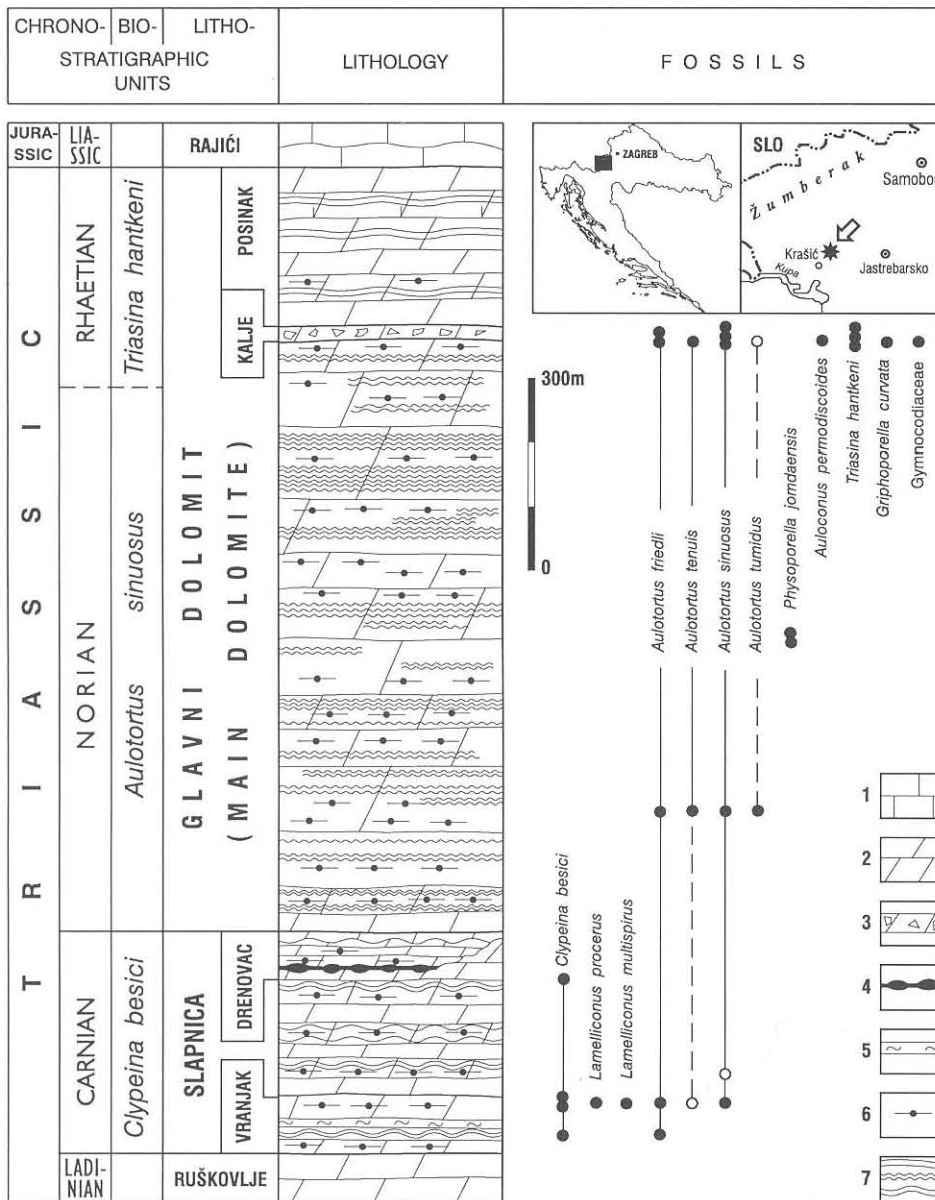 CHRONO- BIO- LITHO-
STRATIGRAPHIC
UNITS
LITHOLOGY
FOSSILS
JURA-
SSIC
LIA-
SSIC
RAJIĆI
TRIASSIC
RHAETIAN
Triasina hantkeni
POSINAK
KALJE
NORIAN
Aulotortus sinuosus
GLAVNI DOLOMIT
(MAIN DOLOMITE)
CARNIAN
Clypeina besici
SLAPNICA
DRENOVAC
VRANJAK
LADI-
NIAN
RUŠKOVLJE
ZAGREB
SLO
Žumberak
Samobor
Krašić
Kupa
Jastrebarsko
300m
0
Clypeina besici
Lamelliconus procerus
Lamelliconus multispirus
Aulotortus friedli
Aulotortus tenuis
Aulotortus sinuosus
Aulotortus tumidus
Physoporella jomdaensis
Auloconus permodiscoides
Triasina hantkeni
Griphoporella curvata
Gymnocodiaceae
1
2
3
4
5
6
7